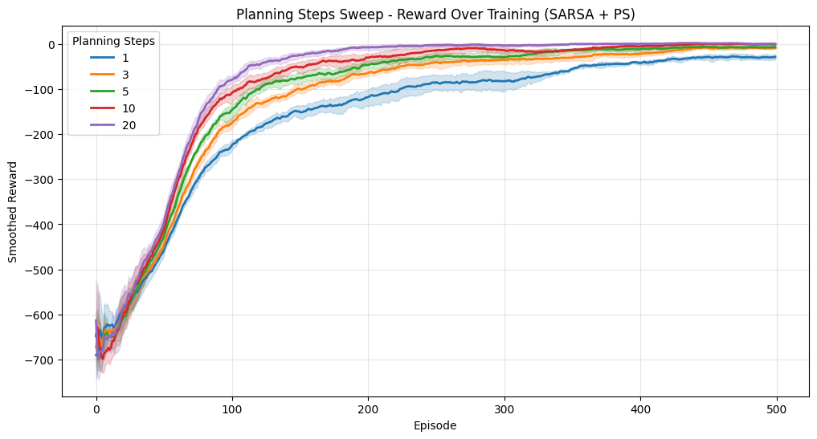 Planning Steps Sweep - Reward Over Training (SARSA + PS)
Planning Steps
1
3
5
10
20
Smoothed Reward
0
−100
−200
−300
−400
−500
−600
−700
0 100 200 300 400 500
Episode